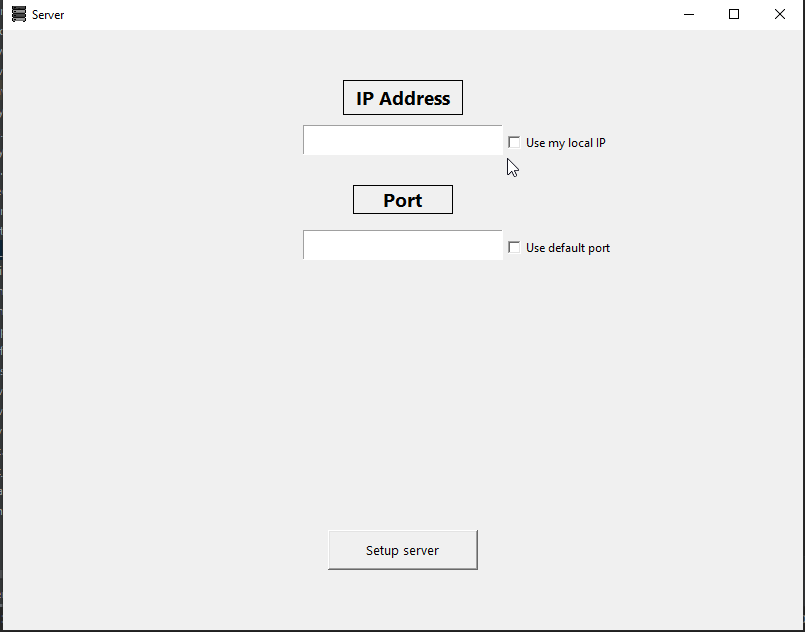 Server
IP Address
Use my local IP
Port
Use default port
Setup server